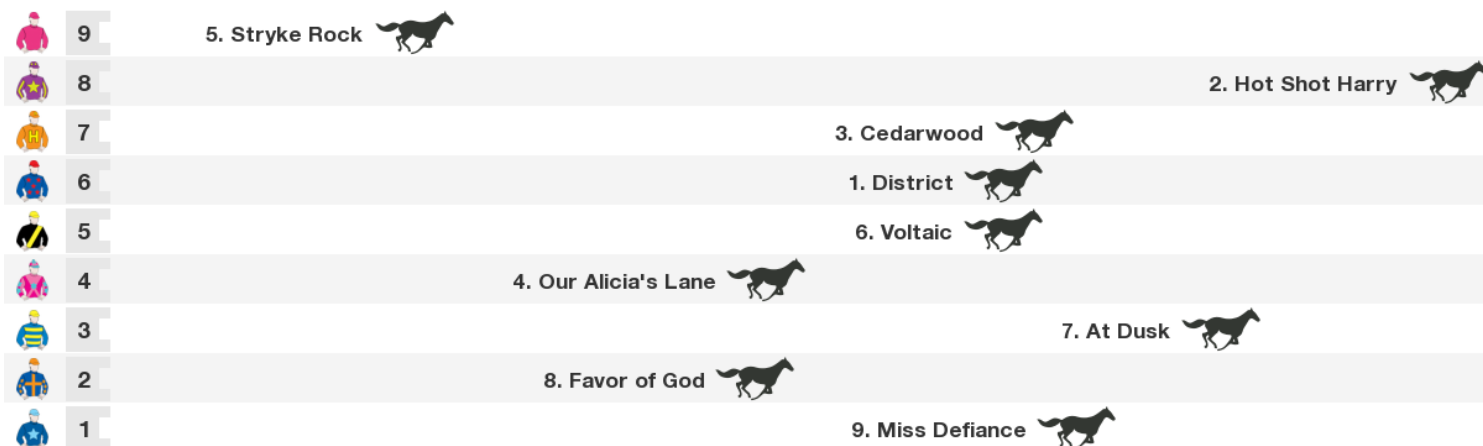 9 5. Stryke Rock
8 2. Hot Shot Harry
H 7 3. Cedarwood
6 1. District
5 6. Voltaic
4 4. Our Alicia's Lane
3 7. At Dusk
2 8. Favor of God
1 9. Miss Defiance